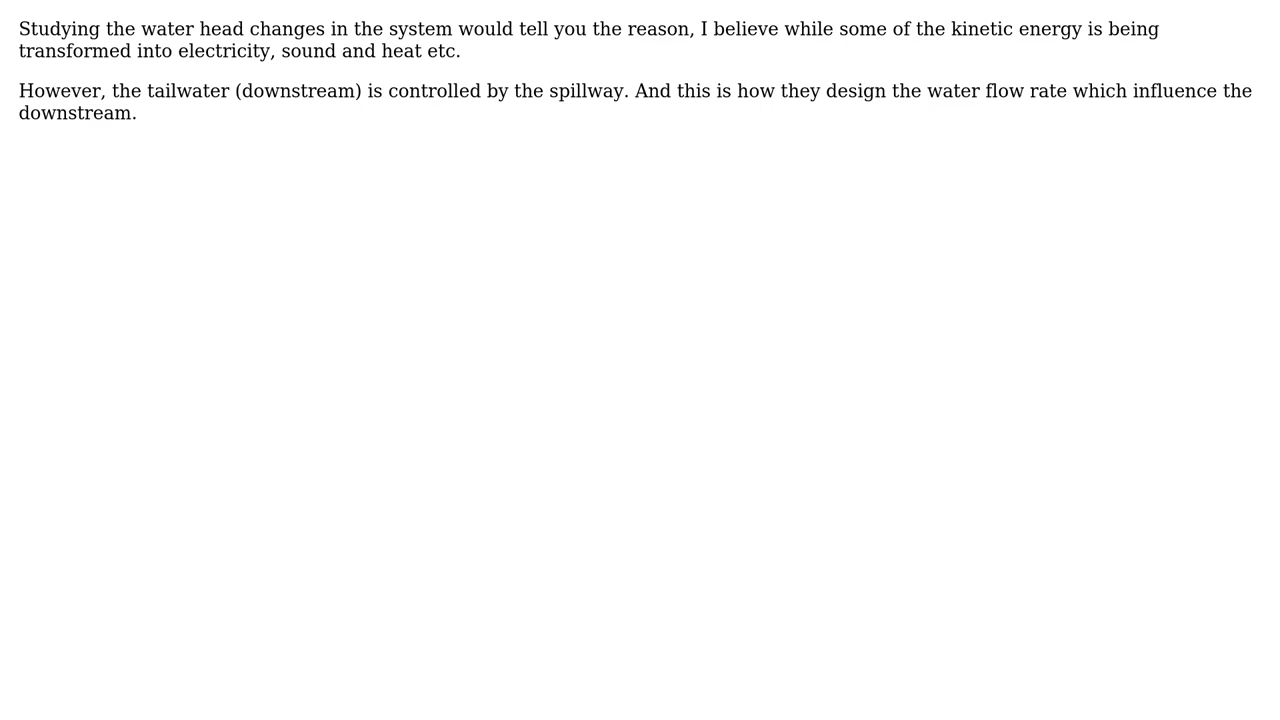 Studying the water head changes in the system would tell you the reason, I believe while some of the kinetic energy is being
transformed into electricity, sound and heat etc.
However, the tailwater (downstream) is controlled by the spillway. And this is how they design the water flow rate which influence the
downstream.